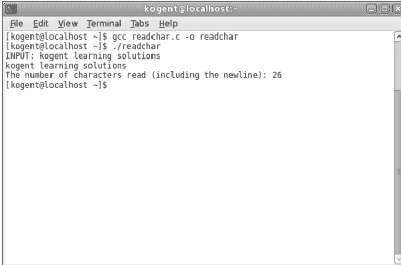 kogent@localhost:~
File Edit View Terminal Tabs Help
[kogent@localhost ~]$ gcc readchar.c -o readchar
[kogent@localhost ~]$ ./readchar
INPUT: kogent learning solutions
kogent learning solutions
The number of characters read (including the newline): 26
[kogent@localhost ~]$